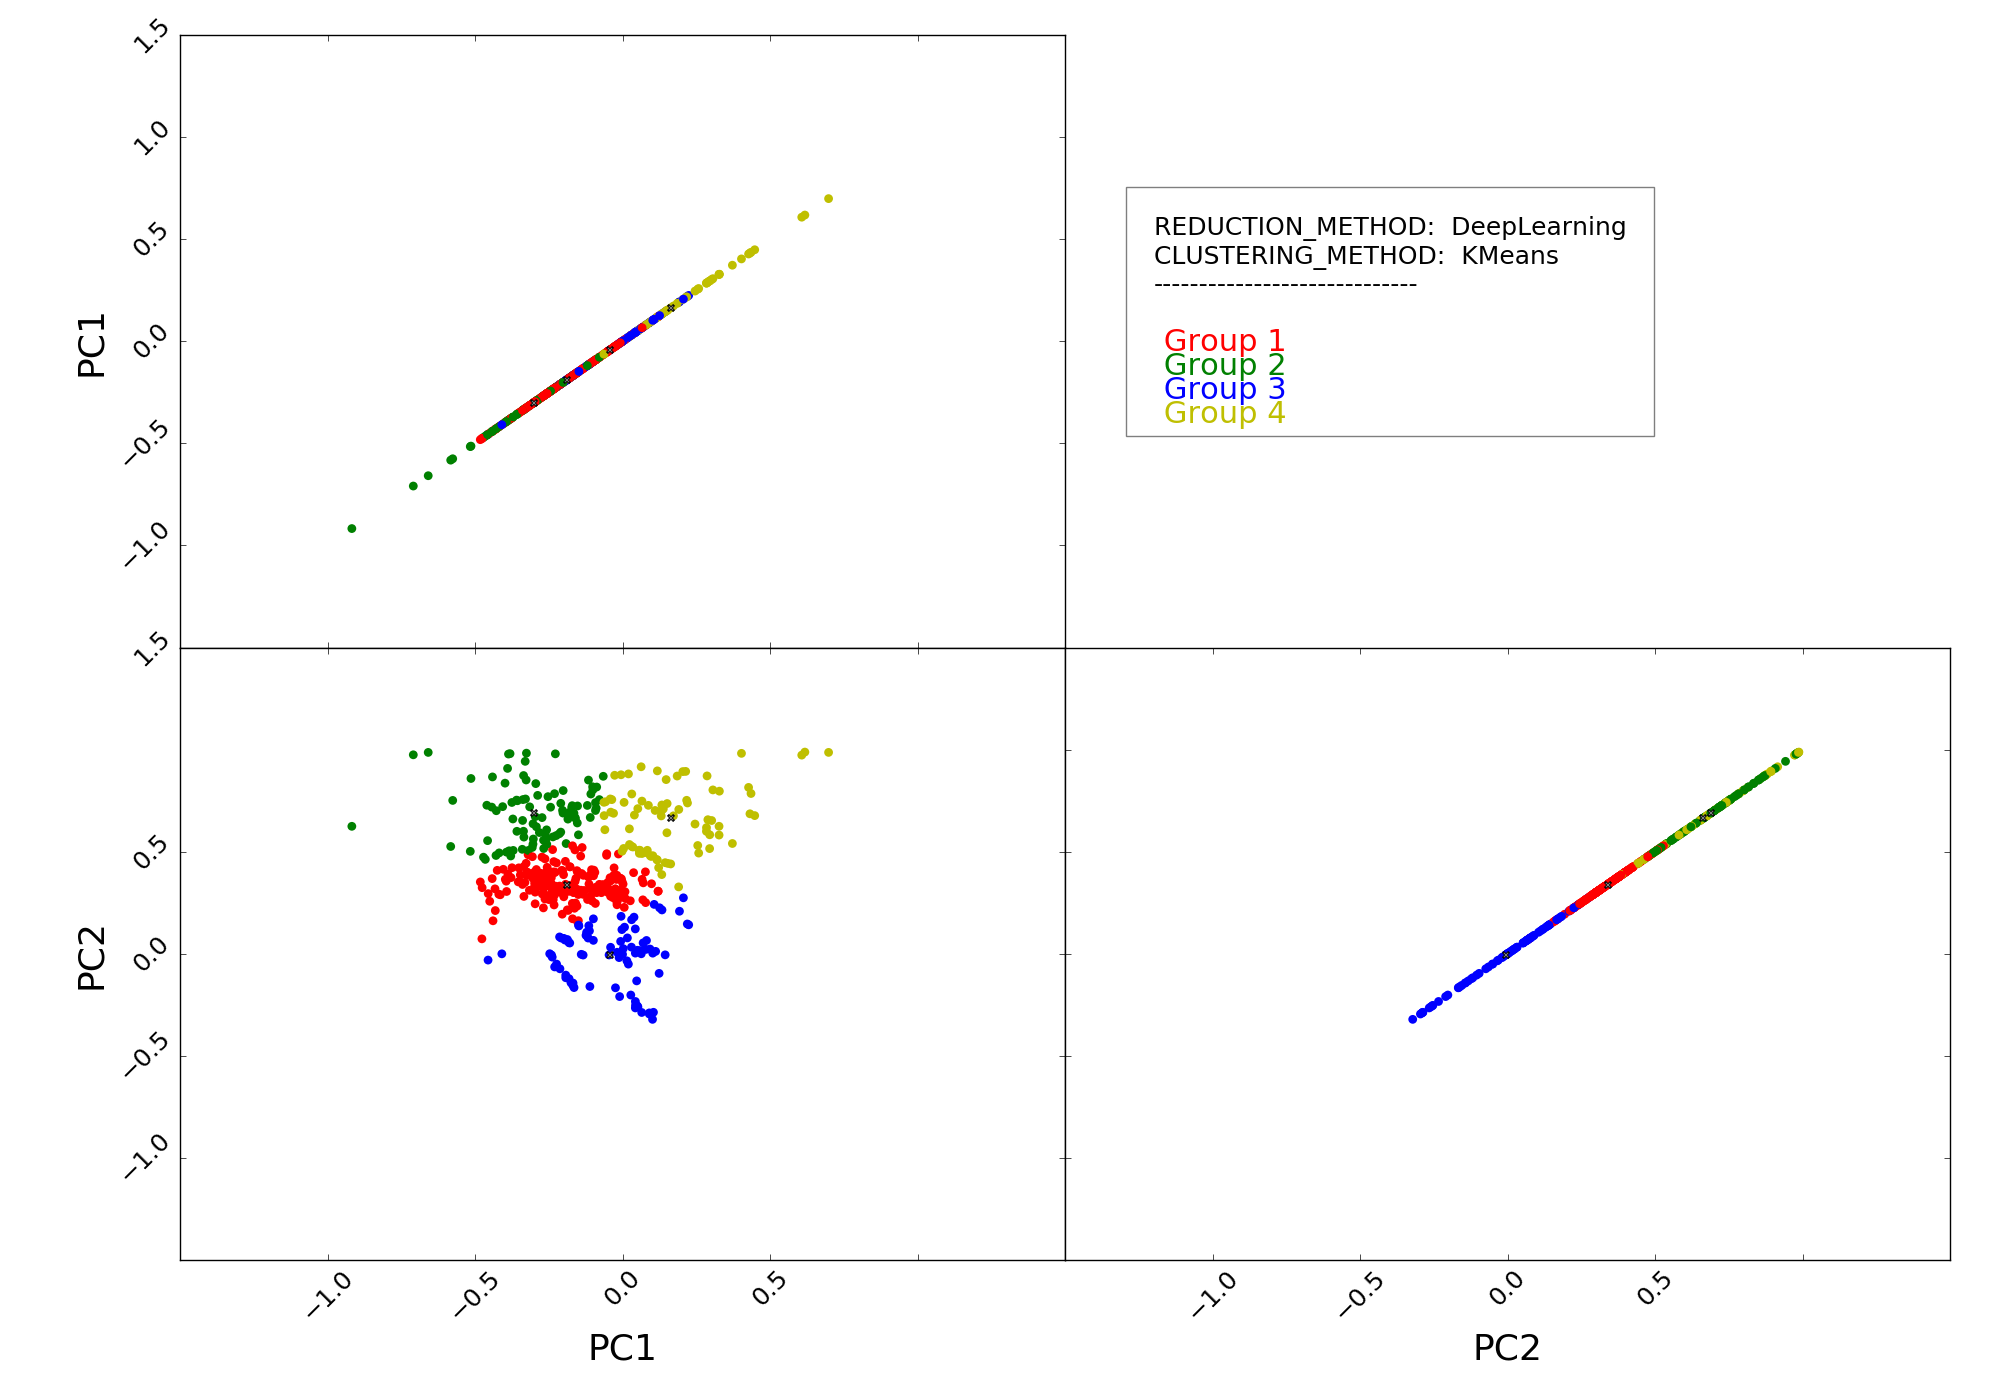 1.5
1.0
0.5
0.0
−0.5
−1.0
PC1
REDUCTION_METHOD:  DeepLearning
CLUSTERING_METHOD:  KMeans
-----------------------------
Group 1
Group 2
Group 3
Group 4
1.5
0.5
0.0
−0.5
−1.0
PC2
−1.0
−0.5
0.0
0.5
PC1
−1.0
−0.5
0.0
0.5
PC2